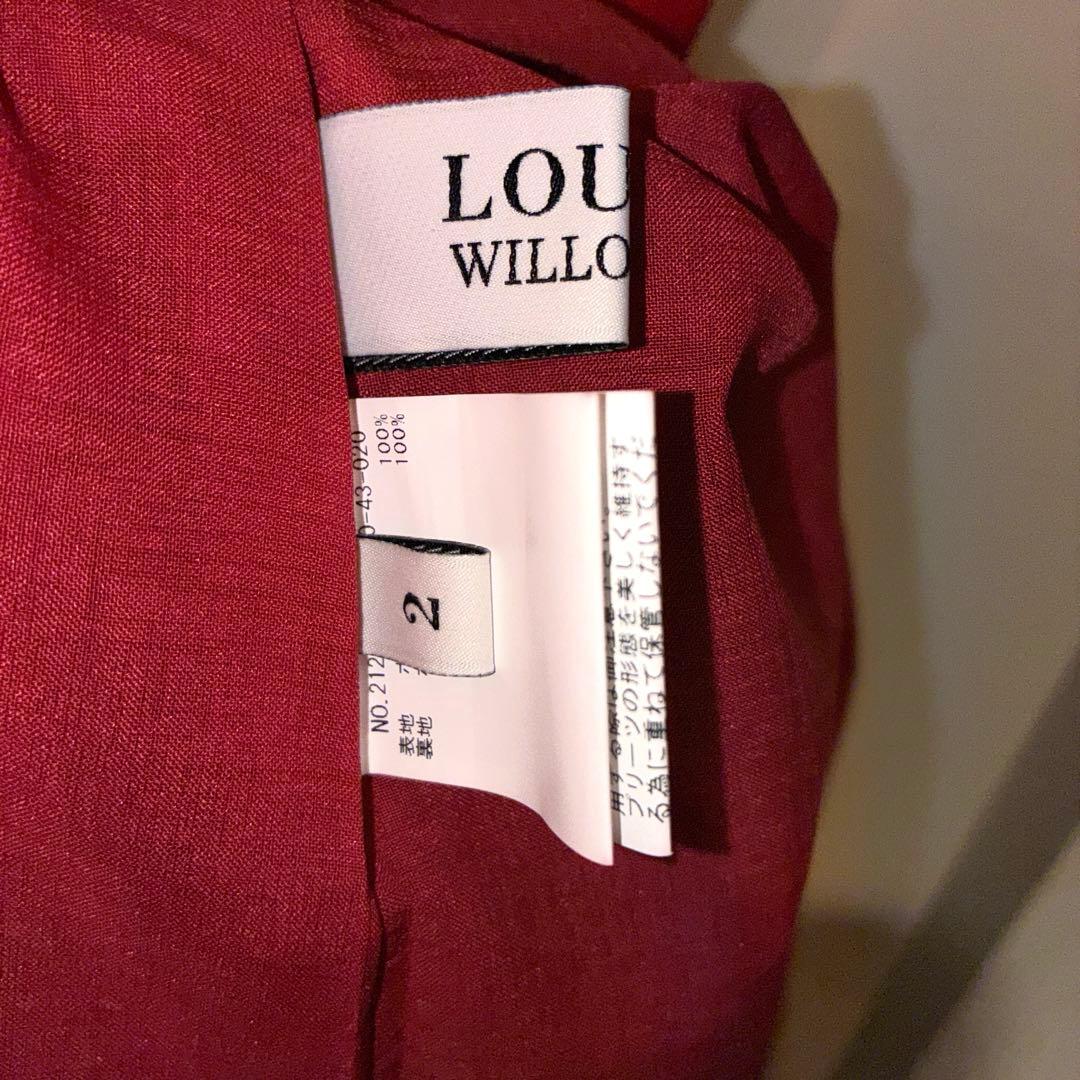 LOU
WILLO
2
NO.212
-43-020
表地
100%
裏地
100%
プリーツの形態を美しく維持す
る為に重ねて保管しないでくだ